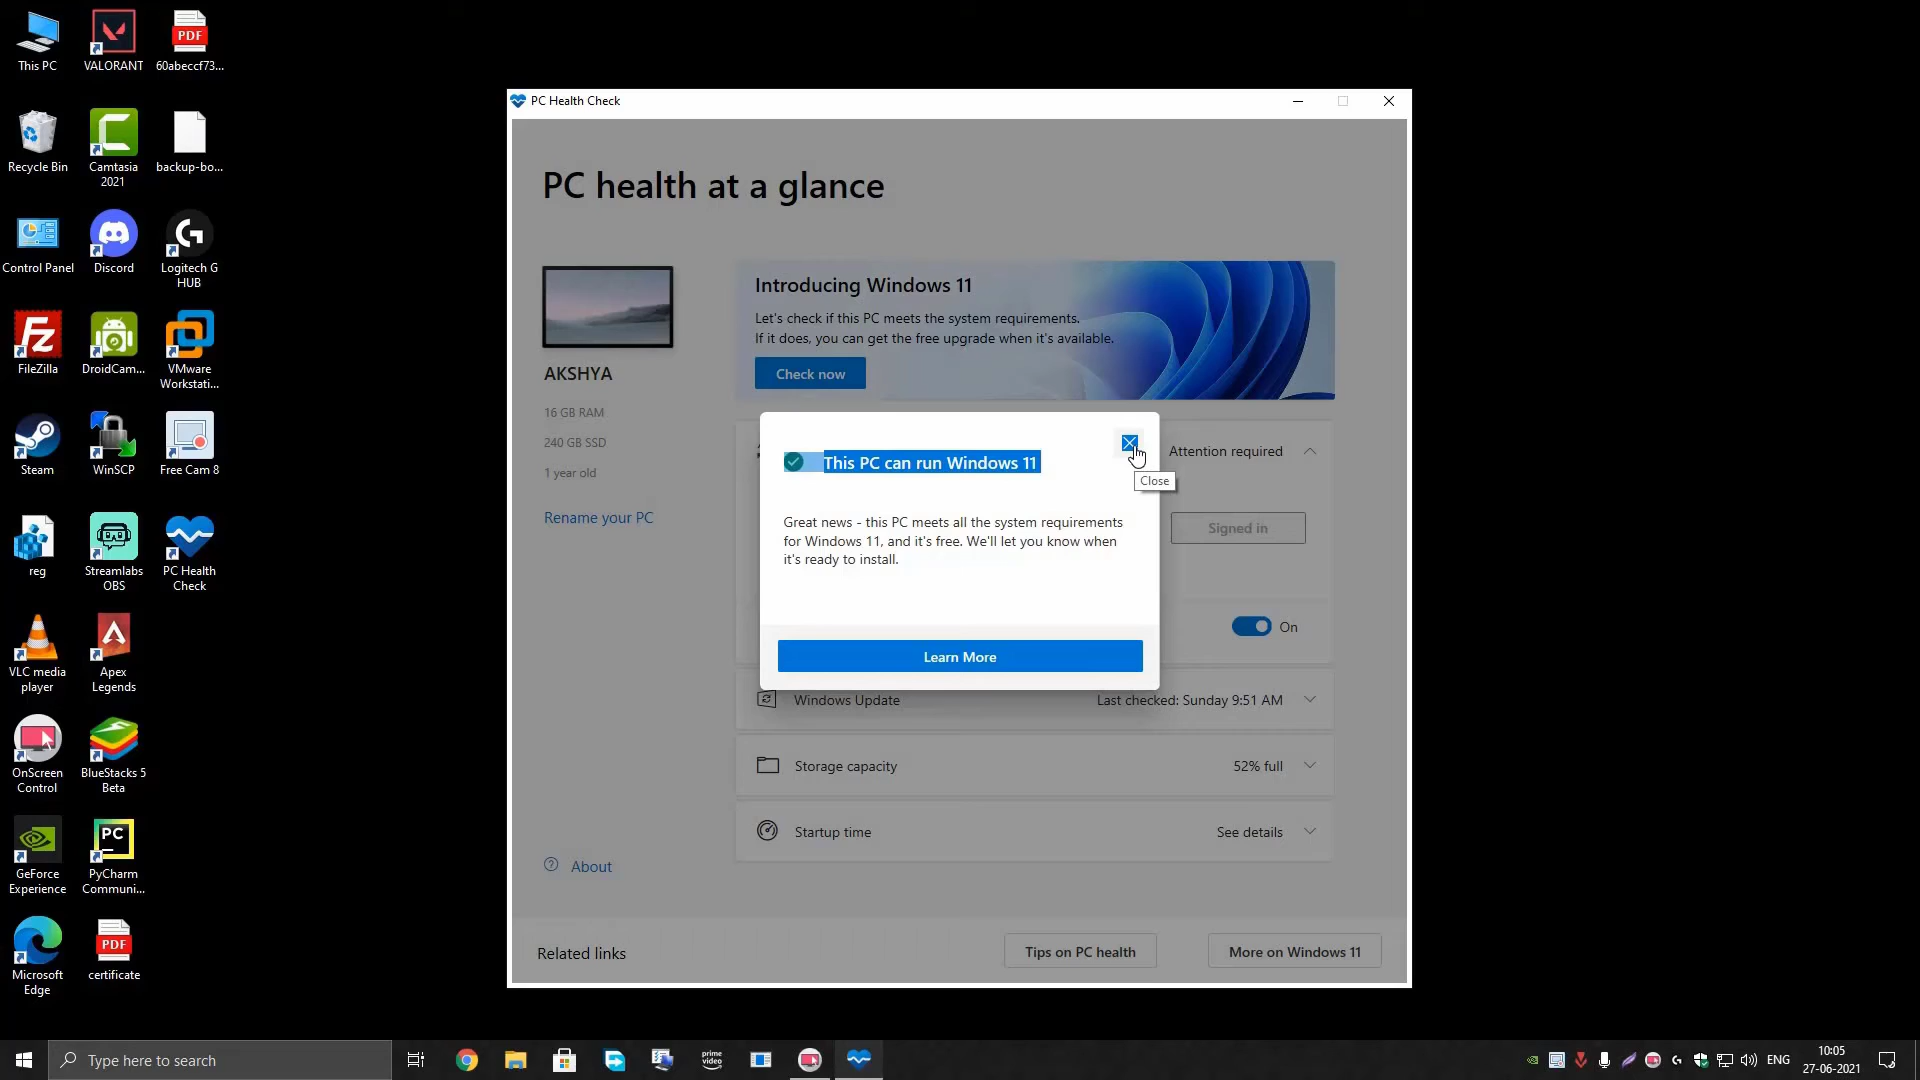 This PC
VALORANT
PDF
60abeccf73...
Recycle Bin
Camtasia
2021
backup-bo...
Control Panel
Discord
Logitech G
HUB
FileZilla
DroidCam...
VMware
Workstati...
Steam
WinSCP
Free Cam 8
reg
Streamlabs
OBS
PC Health
Check
VLC media
player
Apex
Legends
OnScreen
Control
BlueStacks 5
Beta
GeForce
Experience
PC
PyCharm
Communi...
Microsoft
Edge
PDF
certificate
PC Health Check
PC health at a glance
AKSHYA
16 GB RAM
240 GB SSD
1 year old
Rename your PC
About
Introducing Windows 11
Let's check if this PC meets the system requirements.
If it does, you can get the free upgrade when it's available.
Check now
Attention required
Signed in
On
This PC can run Windows 11
Close
Great news - this PC meets all the system requirements
for Windows 11, and it's free. We'll let you know when
it's ready to install.
Learn More
Windows Update
Last checked: Sunday 9:51 AM
Storage capacity
52% full
Startup time
See details
Related links
Tips on PC health
More on Windows 11
Type here to search
prime
video
ENG
10:05
27-06-2021